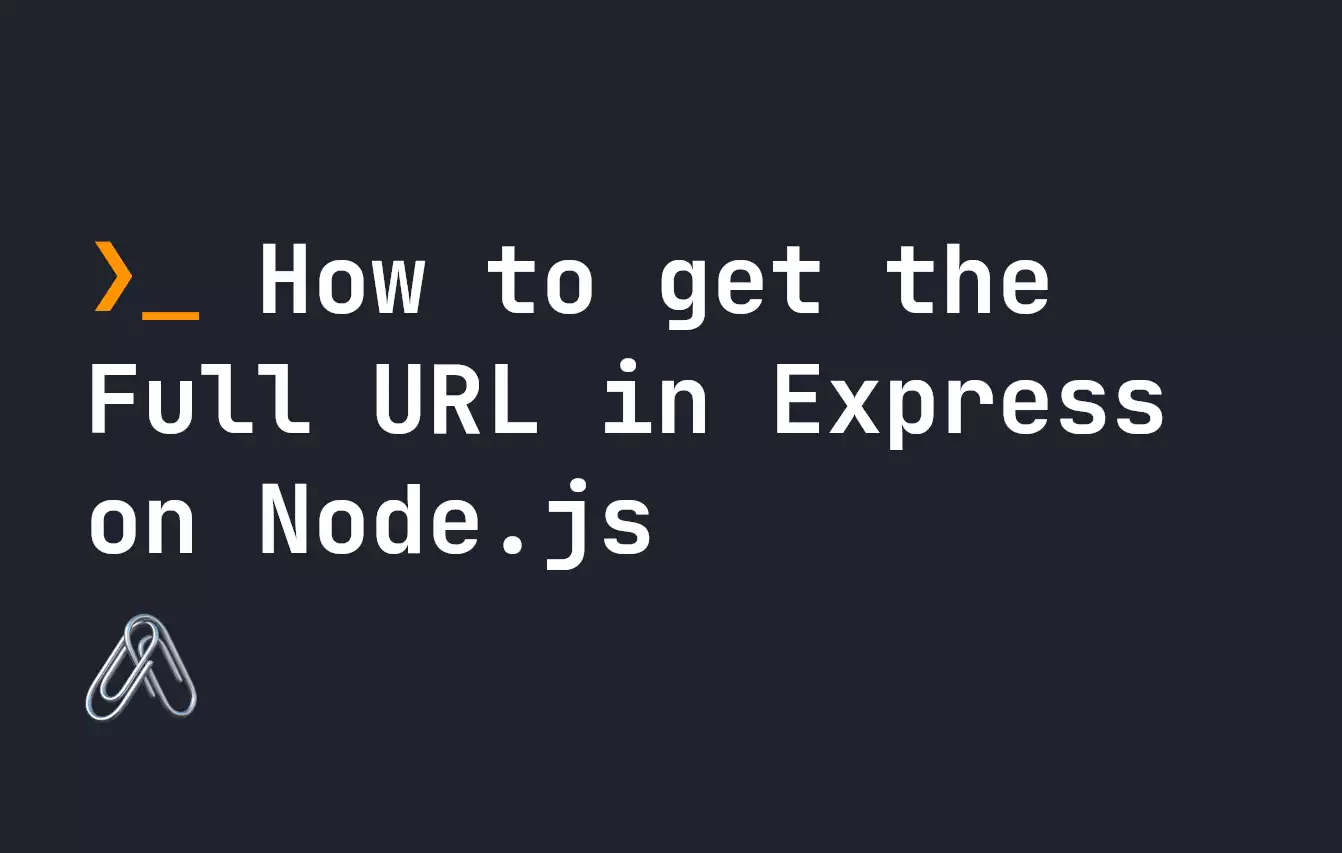 ❯_ How to get the
Full URL in Express
on Node.js